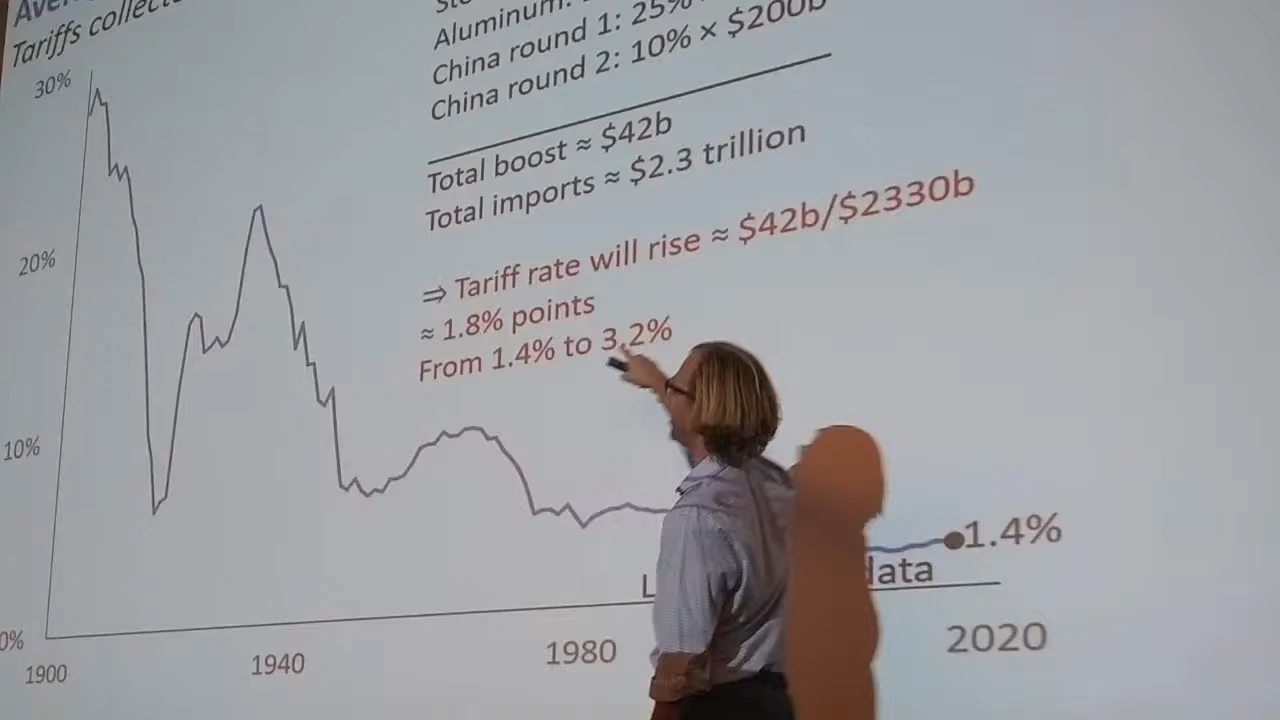 Tariffs
Aluminum:
China round 1: 25%
China round 2: 10% × $200b
Total boost ≈ $42b
Total imports ≈ $2.3 trillion
⇒ Tariff rate will rise ≈ $42b/$2330b
≈ 1.8% points
From 1.4% to 3.2%
30%
20%
10%
0%
1.4%
data
1900
1940
1980
2020